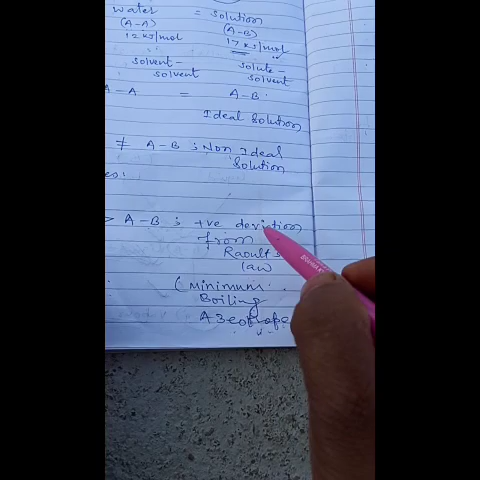 water = solution
(A-A) (A-B)
12 KJ/mol 17 KJ/mol
solvent- solute-
solvent solvent
A-A = A-B
Ideal Solution
≠ A-B ; Non Ideal
Solution
es:
> A-B ; +ve deviation
from
Raoult's
law
(Minimum
Boiling
Azeotrope